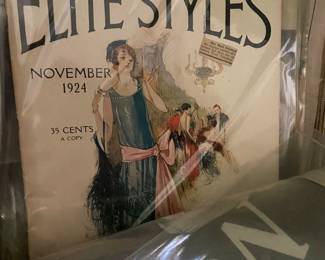 ELITE STYLES
NOVEMBER
1924
35 CENTS
A COPY
N